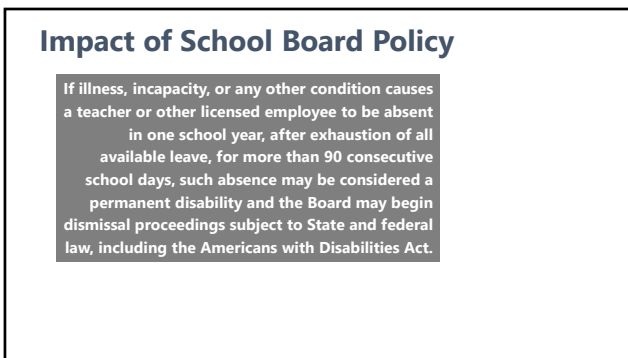 Impact of School Board Policy
If illness, incapacity, or any other condition causes
a teacher or other licensed employee to be absent
in one school year, after exhaustion of all
available leave, for more than 90 consecutive
school days, such absence may be considered a
permanent disability and the Board may begin
dismissal proceedings subject to State and federal
law, including the Americans with Disabilities Act.